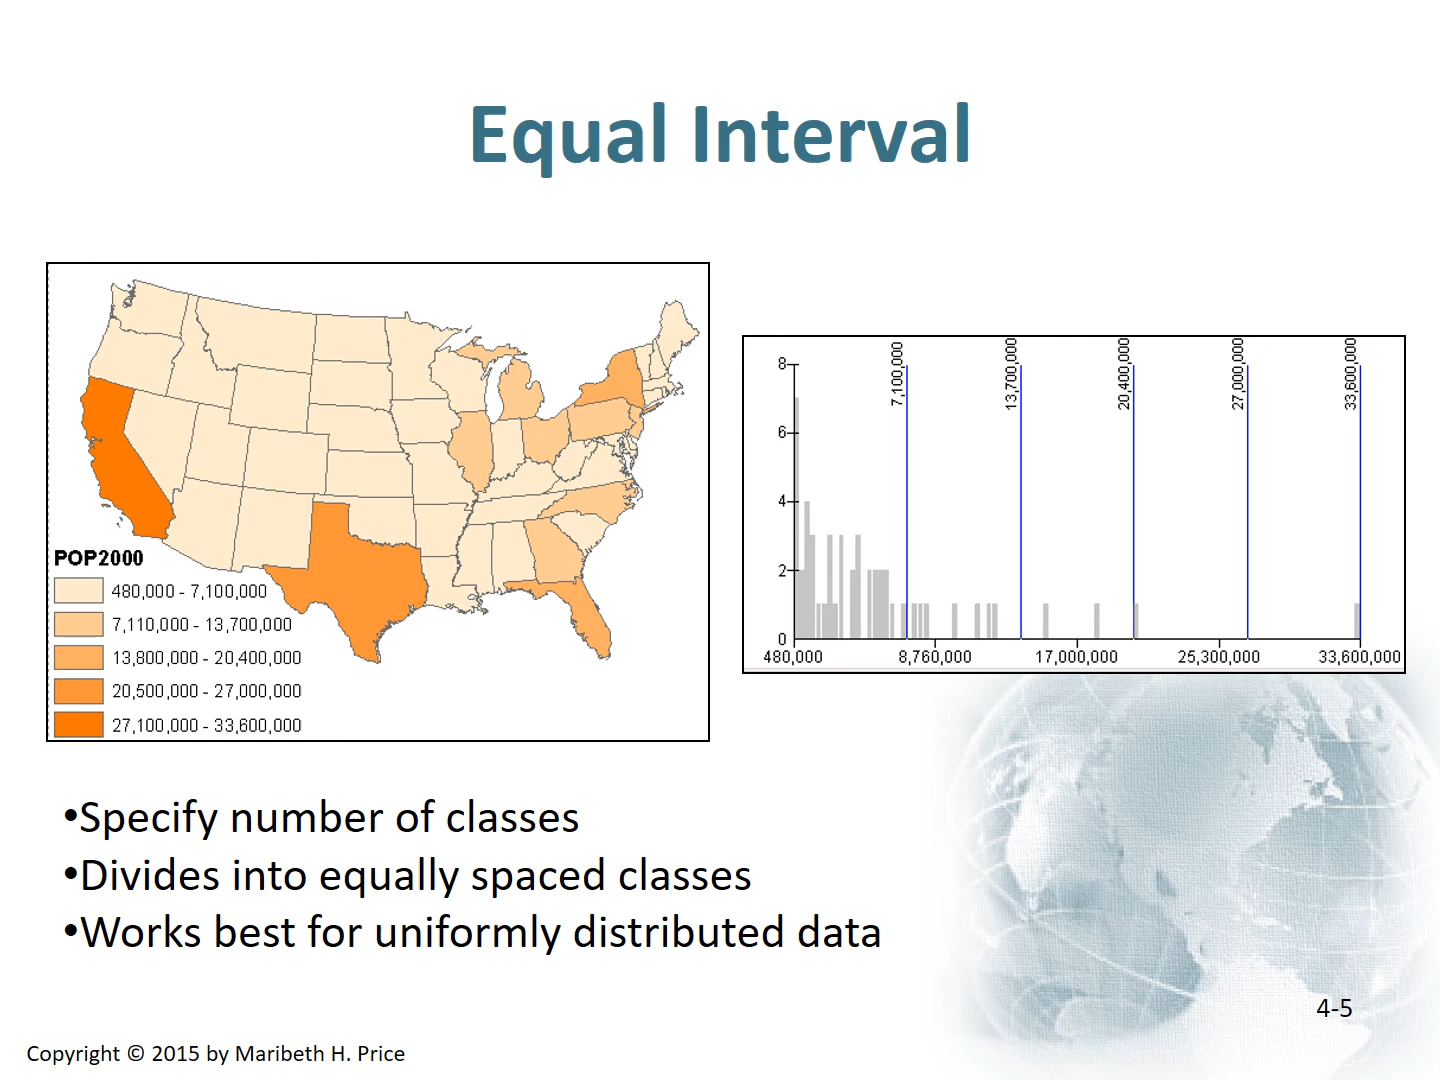 Equal Interval
POP2000
480,000 - 7,100,000
7,110,000 - 13,700,000
13,800,000 - 20,400,000
20,500,000 - 27,000,000
27,100,000 - 33,600,000
7,100,000
13,700,000
20,400,000
27,000,000
33,600,000
8
6
4
2
0
480,000 8,760,000 17,000,000 25,300,000 33,600,000
•Specify number of classes
•Divides into equally spaced classes
•Works best for uniformly distributed data
4-5
Copyright © 2015 by Maribeth H. Price